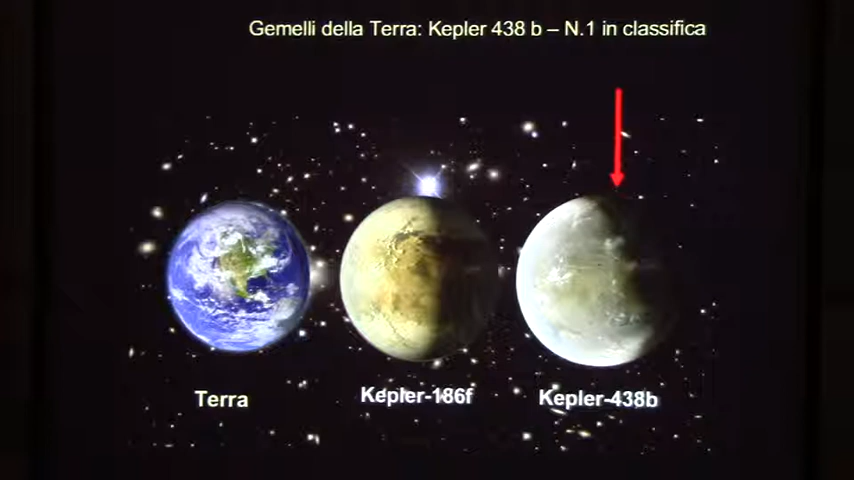 Gemelli della Terra: Kepler 438 b – N.1 in classifica
Terra
Kepler-186f
Kepler-438b